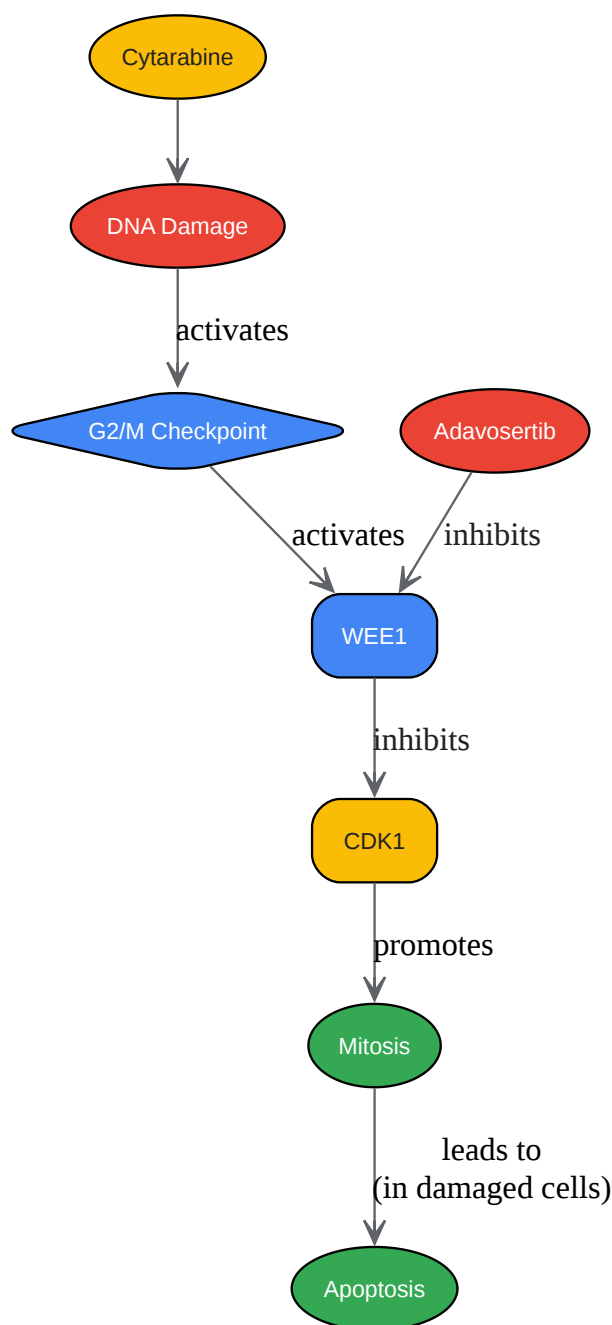 Cytarabine
DNA Damage
activates
G2/M Checkpoint
Adavosertib
activates
inhibits
WEE1
inhibits
CDK1
promotes
Mitosis
leads to
(in damaged cells)
Apoptosis